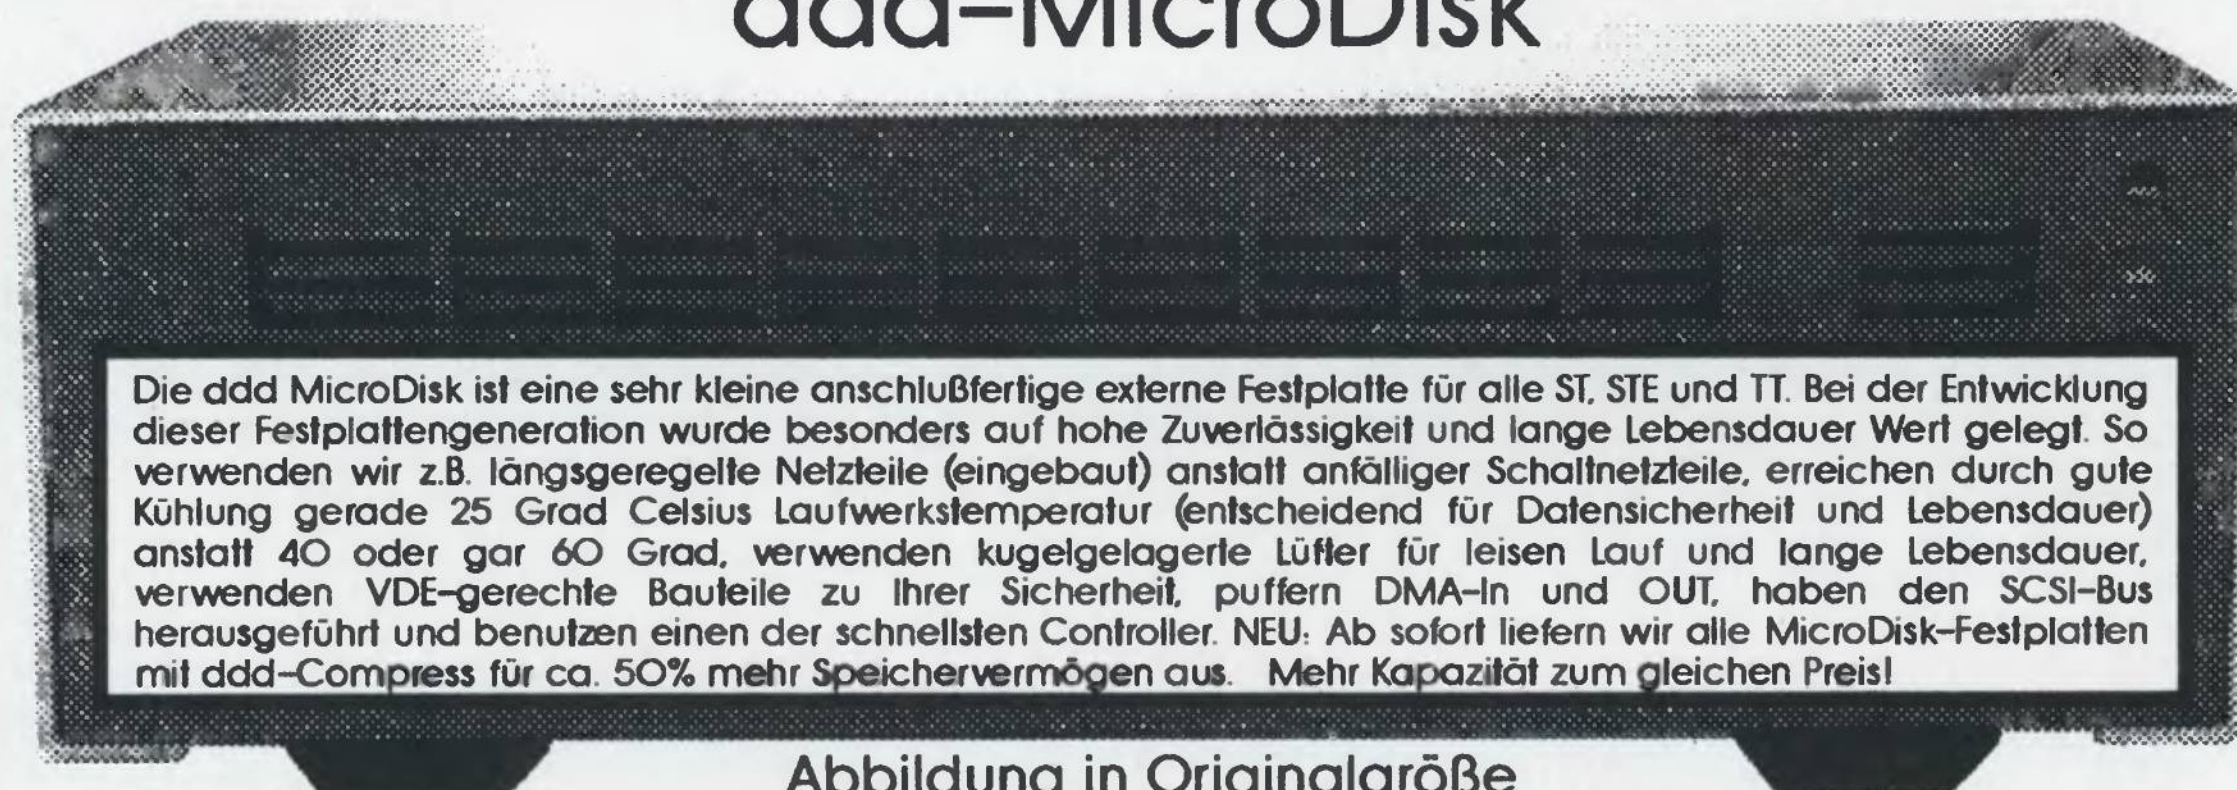 ddd-MicroDisk
Die ddd MicroDisk ist eine sehr kleine anschlußfertige externe Festplatte für alle ST, STE und TT. Bei der Entwicklung
dieser Festplattengeneration wurde besonders auf hohe Zuverlässigkeit und lange Lebensdauer Wert gelegt. So
verwenden wir z.B. längsgeregelte Netzteile (eingebaut) anstatt anfälliger Schaltnetzteile, erreichen durch gute
Kühlung gerade 25 Grad Celsius Laufwerkstemperatur (entscheidend für Datensicherheit und Lebensdauer)
anstatt 40 oder gar 60 Grad, verwenden kugelgelagerte Lüfter für leisen Lauf und lange Lebensdauer,
verwenden VDE-gerechte Bauteile zu Ihrer Sicherheit, puffern DMA-In und OUT, haben den SCSI-Bus
herausgeführt und benutzen einen der schnellsten Controller. NEU: Ab sofort liefern wir alle MicroDisk-Festplatten
mit ddd-Compress für ca. 50% mehr Speichervermögen aus. Mehr Kapazität zum gleichen Preis!
Abbildung in Originalgröße